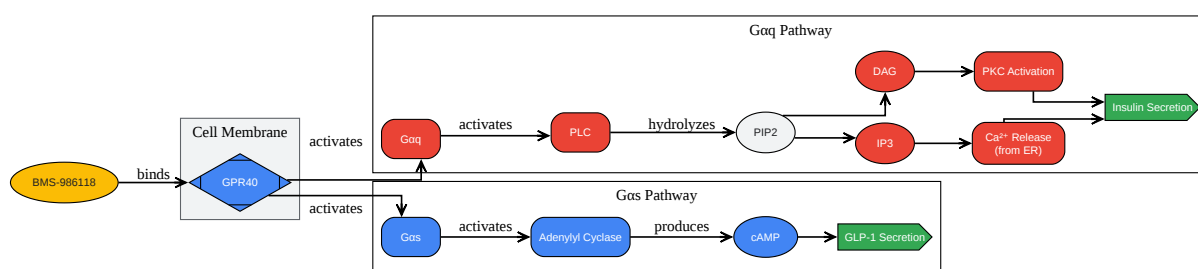 Gαq Pathway
DAG
PKC Activation
Insulin Secretion
Cell Membrane
activates
Gαq
activates
PLC
hydrolyzes
PIP2
IP3
Ca²⁺ Release
(from ER)
BMS-986118
binds
GPR40
activates
Gαs Pathway
Gαs
activates
Adenylyl Cyclase
produces
cAMP
GLP-1 Secretion